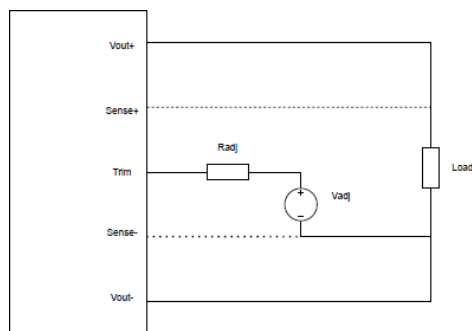 Vout+
Sense+
Radj
Trim
Load
+
Vadj
−
Sense-
Vout-